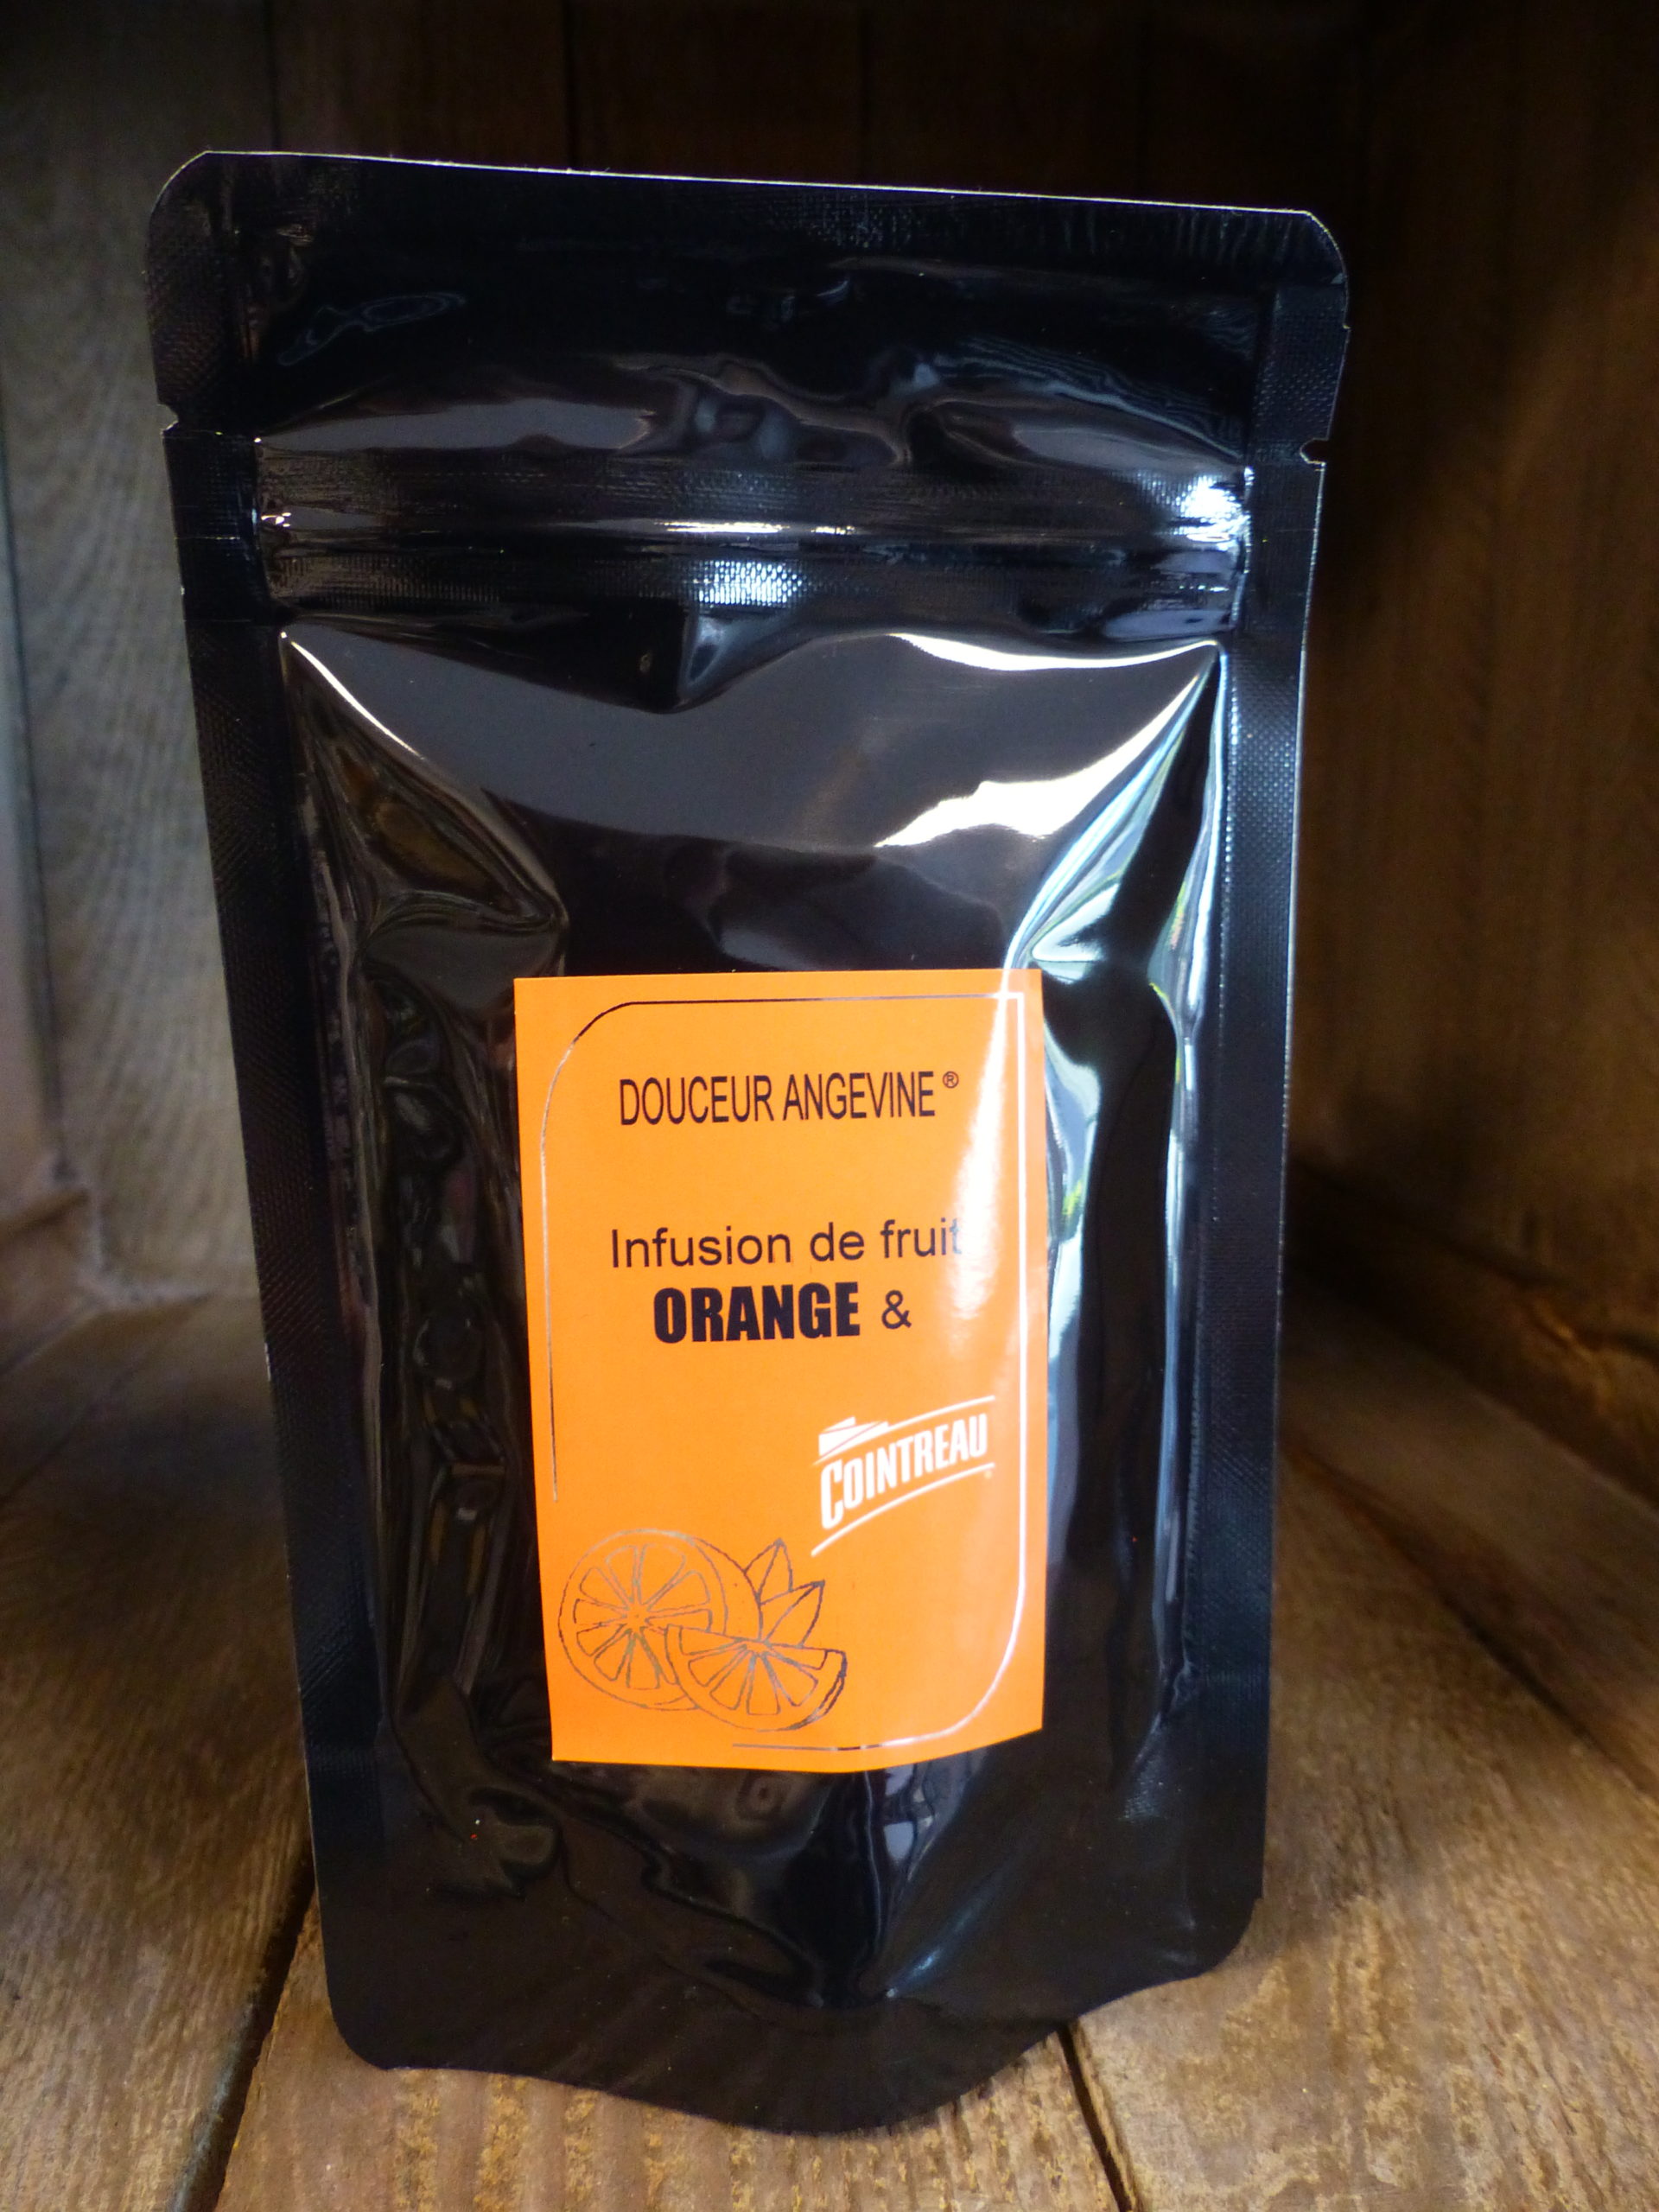 DOUCEUR ANGEVINE ®
Infusion de fruit
ORANGE &
COINTREAU